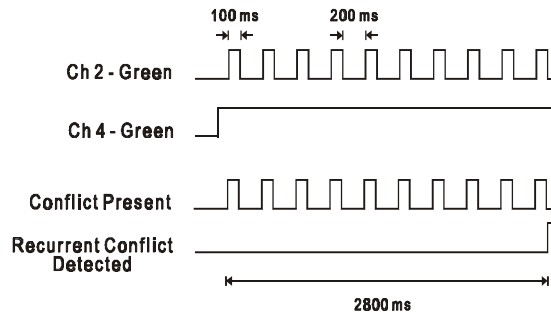 100 ms 200 ms
Ch 2 - Green
Ch 4 - Green
Conflict Present
Recurrent Conflict
Detected
2800 ms